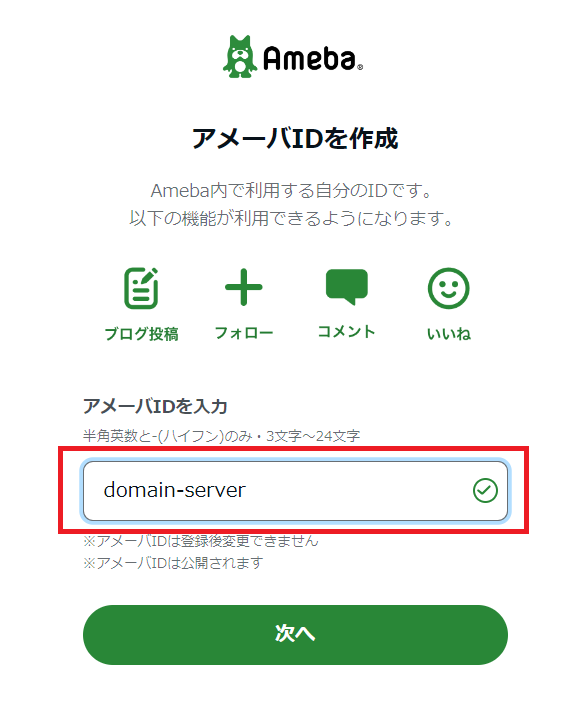 Ameba®
アメーバIDを作成
Ameba内で利用する自分のIDです。
以下の機能が利用できるようになります。
ブログ投稿 フォロー コメント いいね
アメーバIDを入力
半角英数と-(ハイフン)のみ・3文字～24文字
domain-server
※アメーバIDは登録後変更できません
※アメーバIDは公開されます
次へ